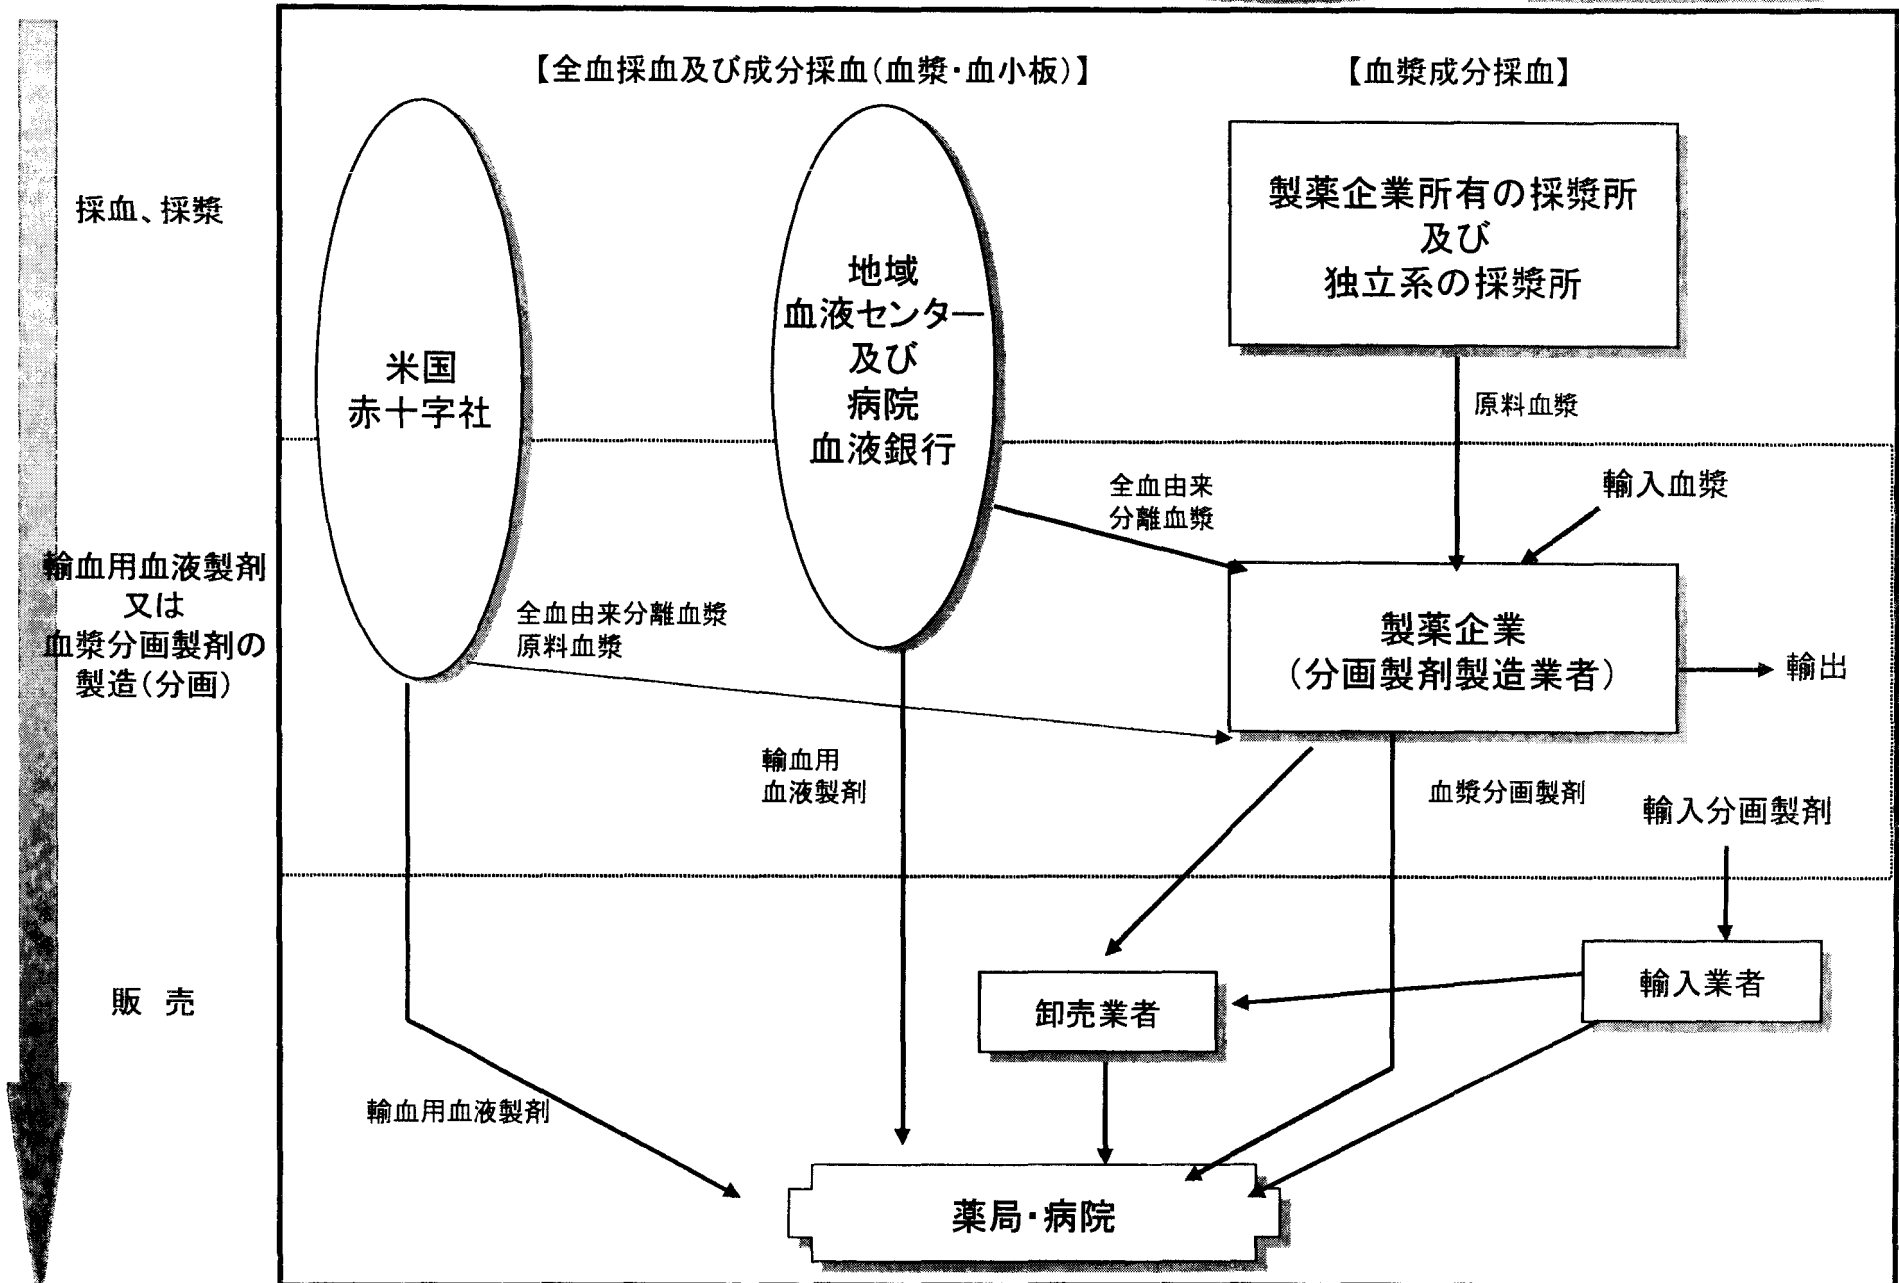 【全血採血及び成分採血(血漿・血小板)】
【血漿成分採血】
採血、採漿
製薬企業所有の採漿所
及び
独立系の採漿所
地域
血液センター
及び
病院
血液銀行
米国
赤十字社
原料血漿
全血由来
分離血漿
輸入血漿
輸血用血液製剤
又は
血漿分画製剤の
製造(分画)
全血由来分離血漿
原料血漿
製薬企業
(分画製剤製造業者)
輸出
輸血用
血液製剤
血漿分画製剤
輸入分画製剤
販 売
卸売業者
輸入業者
輸血用血液製剤
薬局・病院